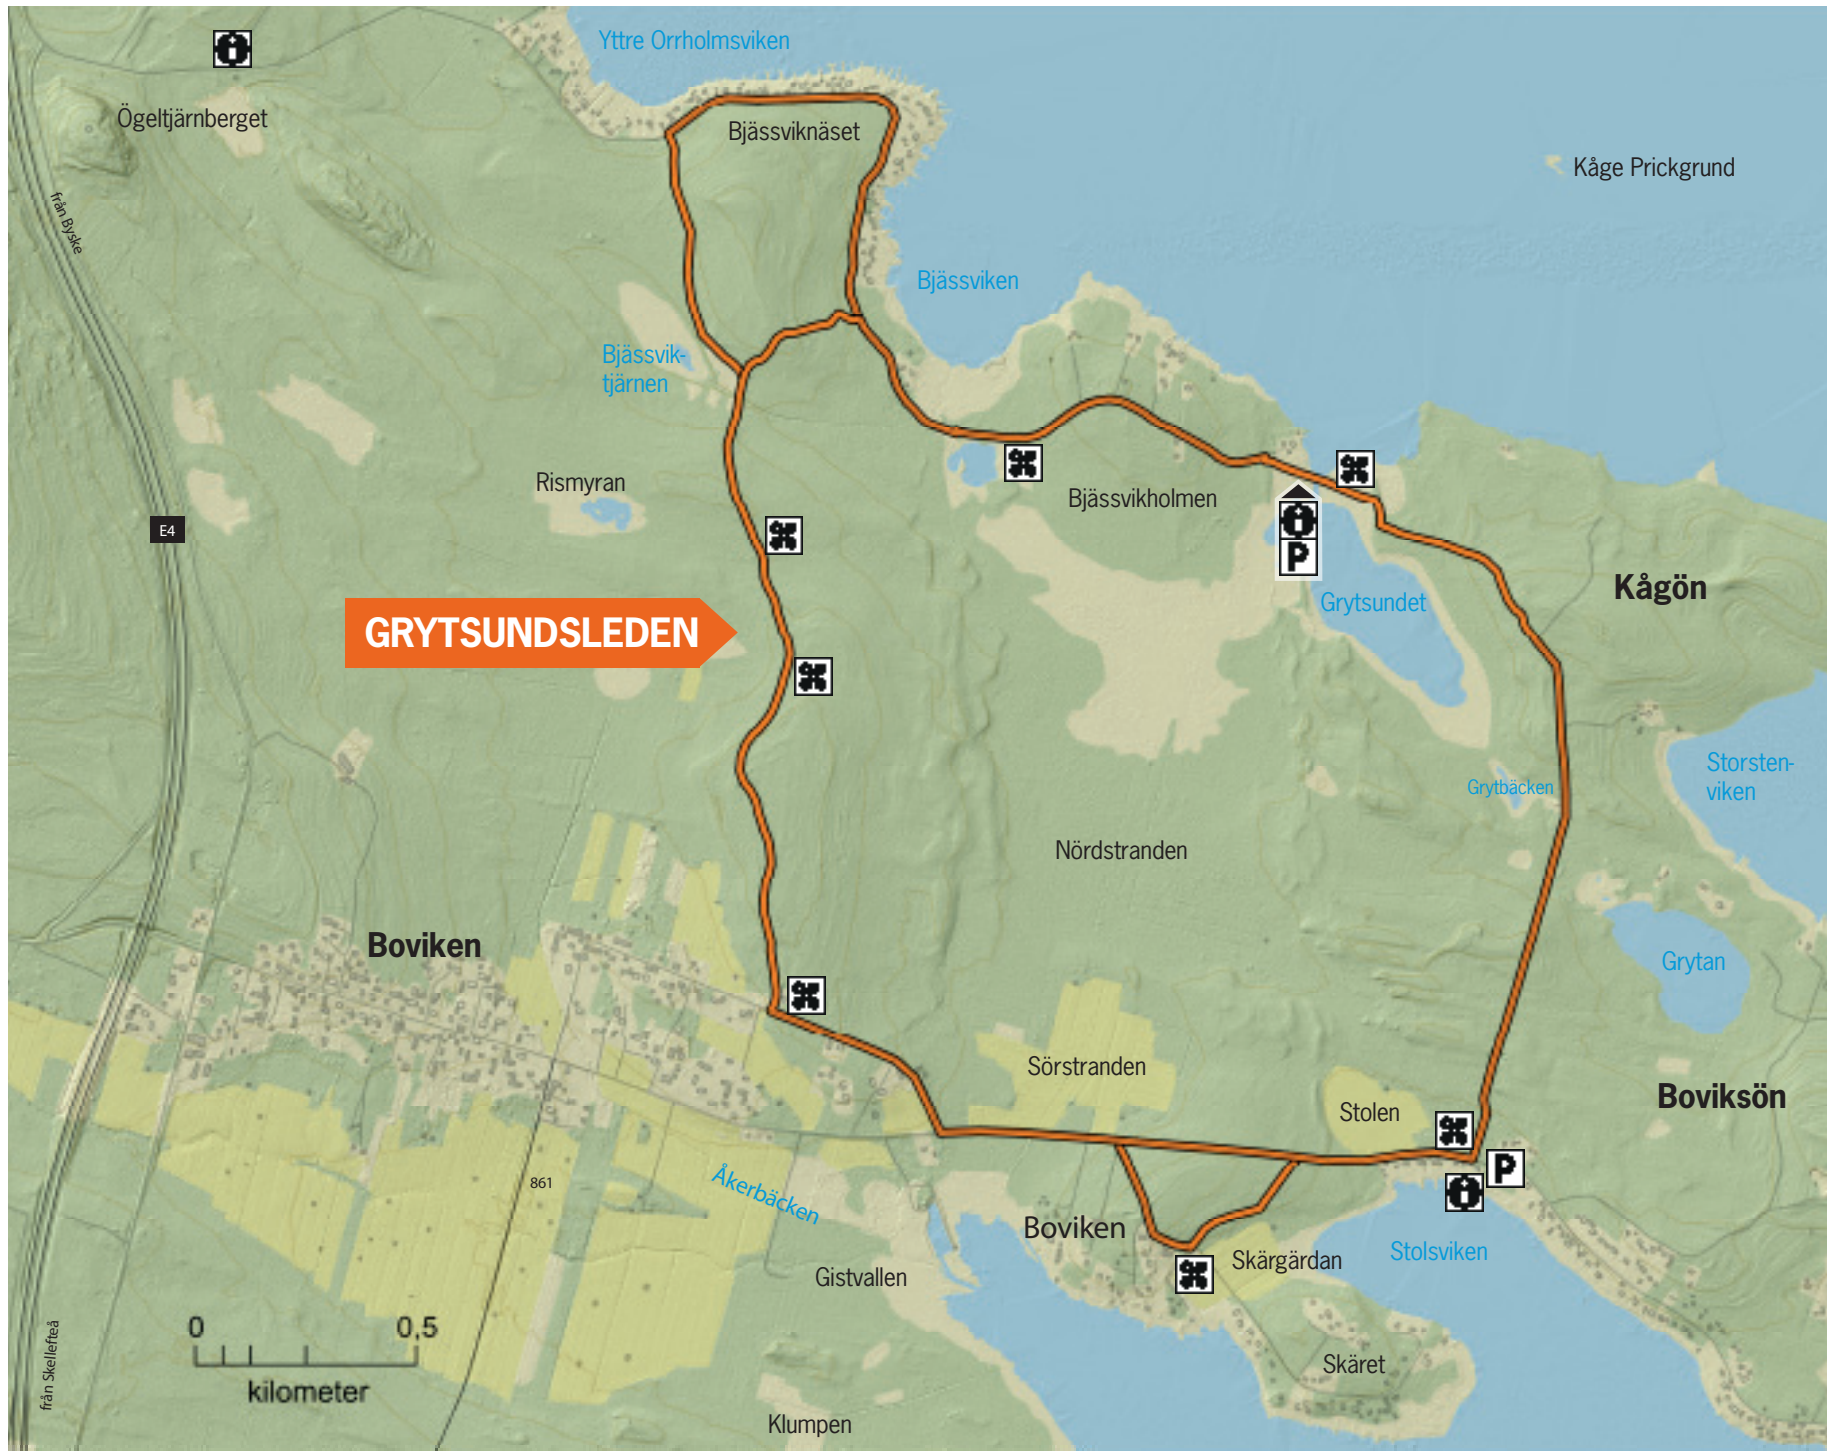 Yttre Orrholmsviken
Ögeltjärnberget
Bjässviknäset
Kåge Prickgrund
från Byske
Bjässviken
Bjässvik-
tjärnen
Rismyran
Bjässvikholmen
E4
P
Kågön
Grytsundet
GRYTSUNDSLEDEN
Storsten-
viken
Grytbäcken
Nördstranden
Boviken
Grytan
Sörstranden
Stolen
Boviksön
P
861
Åkerbäcken
Boviken
Skärgärdan
Stolsviken
Gistvallen
0 0,5
kilometer
från Skellefteå
Skäret
Klumpen